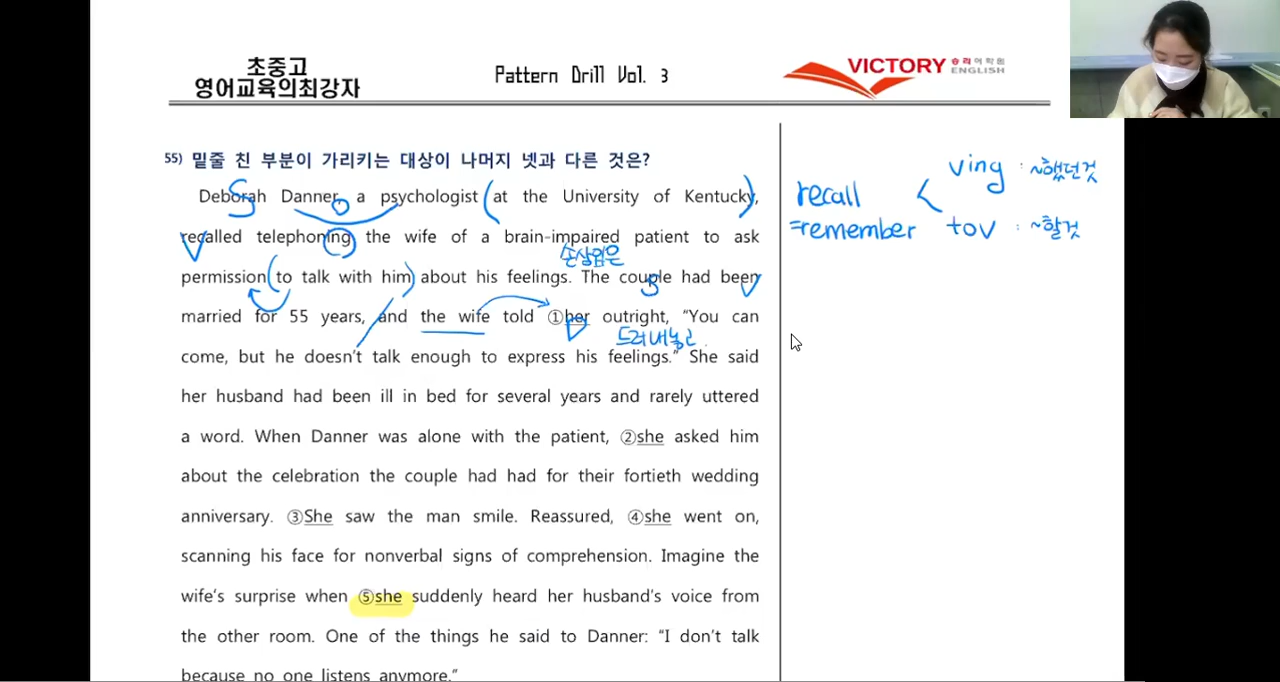 초중고
영어교육의최강자
Pattern Drill Vol. 3
VICTORY 승리어학원
ENGLISH
55) 밑줄 친 부분이 가리키는 대상이 나머지 넷과 다른 것은?
S
Deborah Danner, a psychologist (at the University of Kentucky),
V
recalled telephoning the wife of a brain-impaired patient to ask
손상입은
permission (to talk with him) about his feelings. The couple had been
S V
married for 55 years, / and the wife told ①her outright, “You can
드러내놓고
come, but he doesn’t talk enough to express his feelings.” She said
her husband had been ill in bed for several years and rarely uttered
a word. When Danner was alone with the patient, ②she asked him
about the celebration the couple had had for their fortieth wedding
anniversary. ③She saw the man smile. Reassured, ④she went on,
scanning his face for nonverbal signs of comprehension. Imagine the
wife’s surprise when ⑤she suddenly heard her husband’s voice from
the other room. One of the things he said to Danner: “I don’t talk
because no one listens anymore.”
recall < ving : ~했던것
=remember tov : ~할것